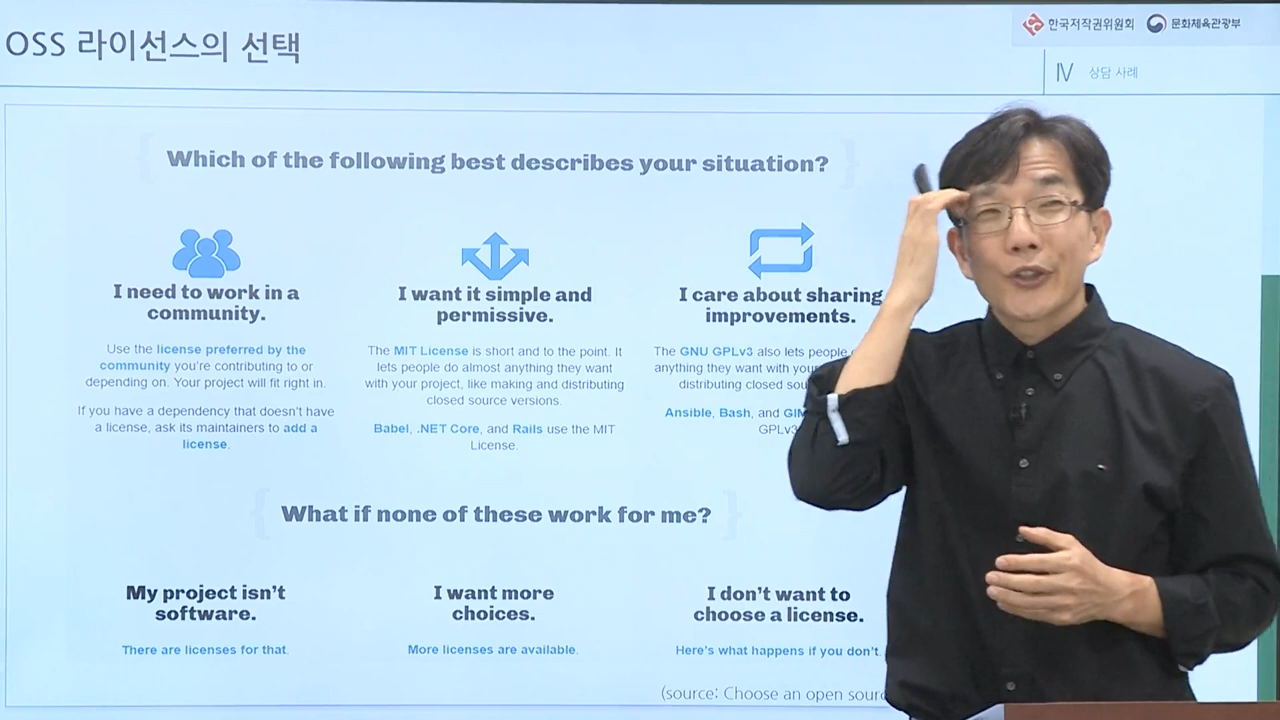 OSS 라이선스의 선택
한국저작권위원회
문화체육관광부
Ⅳ 상담 사례
Which of the following best describes your situation?
I need to work in a
community.
Use the license preferred by the
community you're contributing to or
depending on. Your project will fit right in.
If you have a dependency that doesn't have
a license, ask its maintainers to add a
license.
I want it simple and
permissive.
The MIT License is short and to the point. It
lets people do almost anything they want
with your project, like making and distributing
closed source versions.
Babel, .NET Core, and Rails use the MIT
License.
I care about sharing
improvements.
The GNU GPLv3 also lets people
anything they want with
distributing closed
Ansible, Bash, and
GPLv3
What if none of these work for me?
My project isn't
software.
There are licenses for that.
I want more
choices.
More licenses are available.
I don't want to
choose a license.
Here's what happens if you don't.
(source: Choose an open